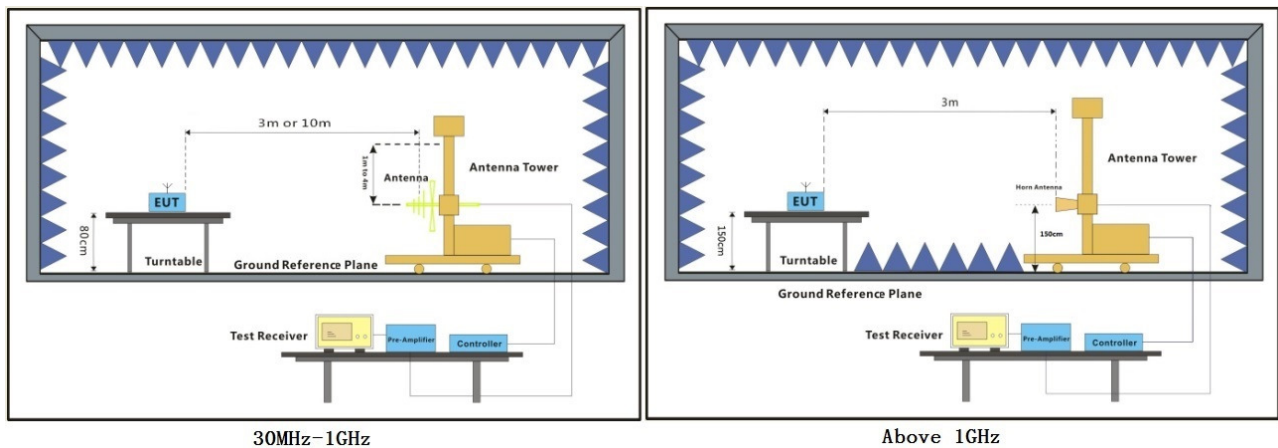 3m or 10m
1m to 4m
Antenna
Antenna Tower
EUT
80cm
Turntable
Ground Reference Plane
Test Receiver
Pre-Amplifier
Controller
30MHz-1GHz
3m
Antenna Tower
Horn Antenna
EUT
150cm
150cm
Turntable
Ground Reference Plane
Test Receiver
Pre-Amplifier
Controller
Above 1GHz